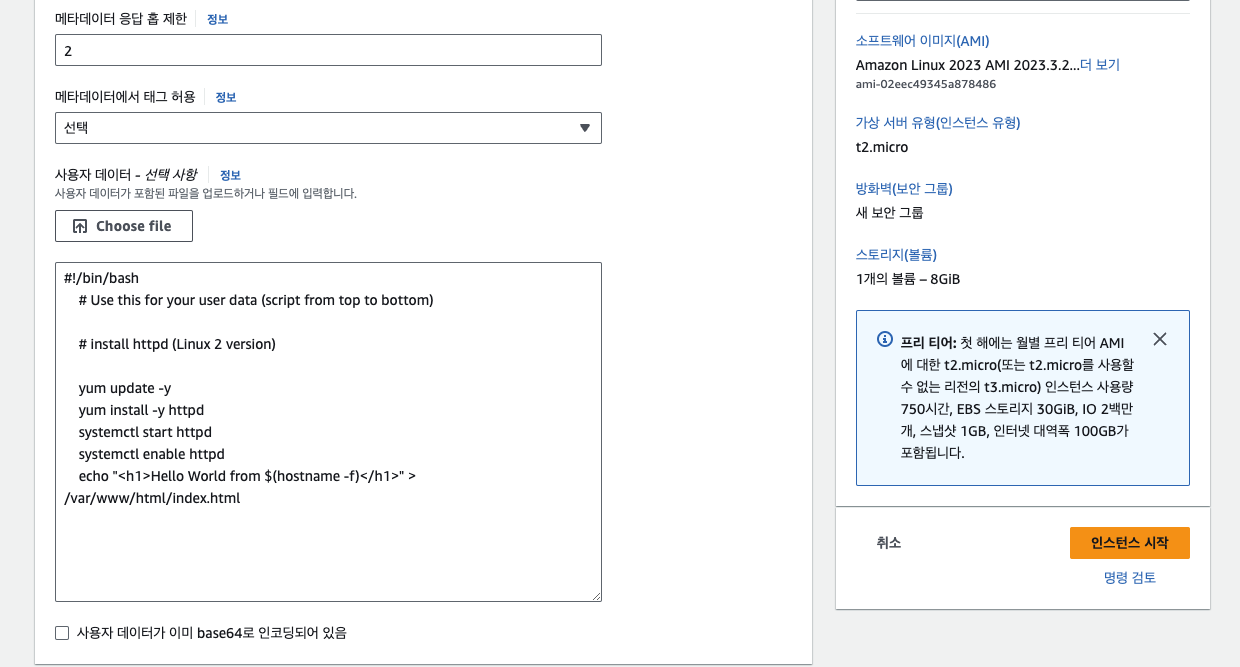 메타데이터 응답 홉 제한 정보
2
메타데이터에서 태그 허용 정보
선택
사용자 데이터 - 선택 사항 정보
사용자 데이터가 포함된 파일을 업로드하거나 필드에 입력합니다.
Choose file
#!/bin/bash
# Use this for your user data (script from top to bottom)
# install httpd (Linux 2 version)
yum update -y
yum install -y httpd
systemctl start httpd
systemctl enable httpd
echo "<h1>Hello World from $(hostname -f)</h1>" >
/var/www/html/index.html
사용자 데이터가 이미 base64로 인코딩되어 있음
소프트웨어 이미지(AMI)
Amazon Linux 2023 AMI 2023.3.2...더 보기
ami-02eec49345a878486
가상 서버 유형(인스턴스 유형)
t2.micro
방화벽(보안 그룹)
새 보안 그룹
스토리지(볼륨)
1개의 볼륨 – 8GiB
프리 티어: 첫 해에는 월별 프리 티어 AMI
에 대한 t2.micro(또는 t2.micro를 사용할
수 없는 리전의 t3.micro) 인스턴스 사용량
750시간, EBS 스토리지 30GiB, IO 2백만
개, 스냅샷 1GB, 인터넷 대역폭 100GB가
포함됩니다.
취소
인스턴스 시작
명령 검토